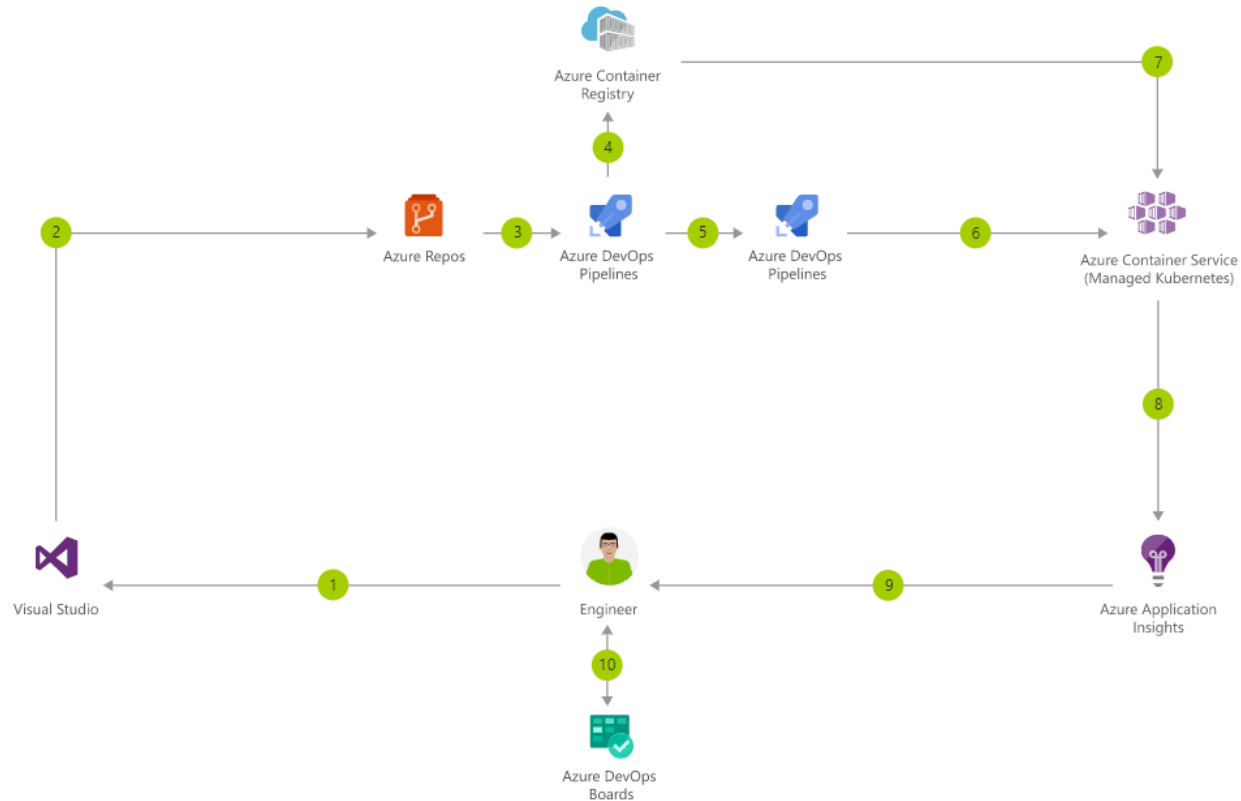 Azure Container
Registry
7
4
2
3
5
6
Azure Repos
Azure DevOps
Pipelines
Azure DevOps
Pipelines
Azure Container Service
(Managed Kubernetes)
8
1
9
Visual Studio
Engineer
Azure Application
Insights
10
Azure DevOps
Boards